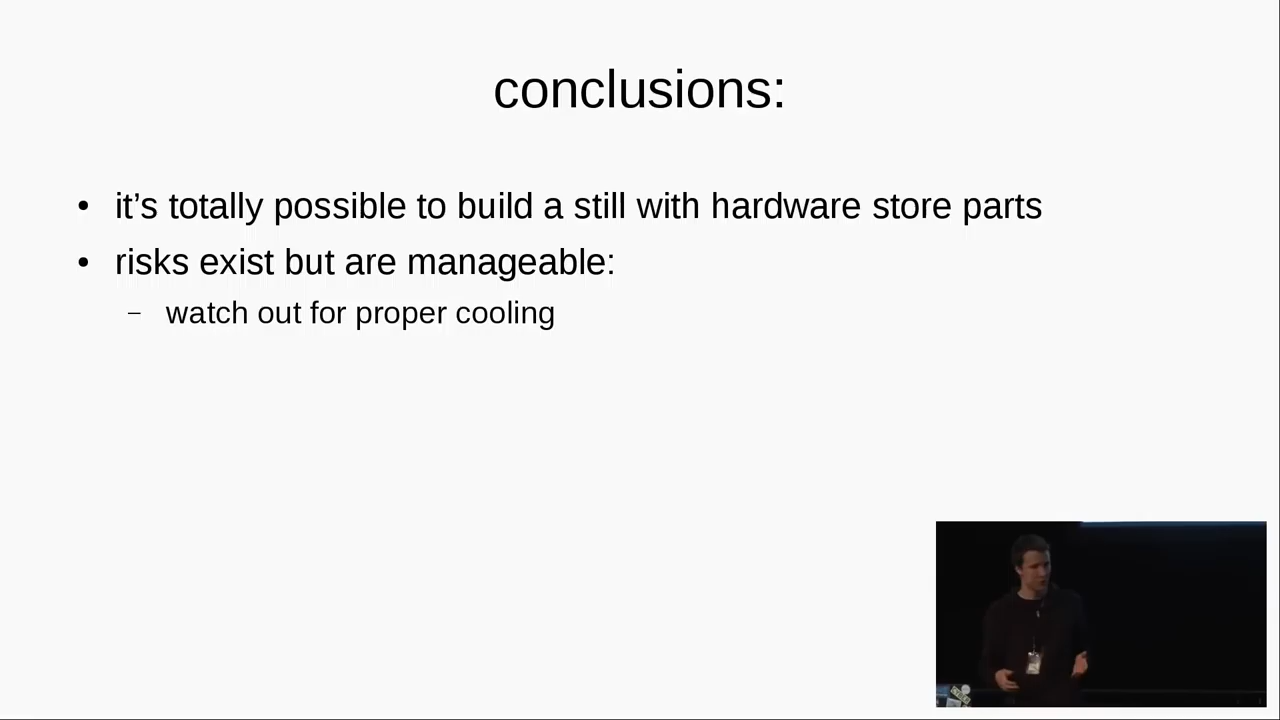 conclusions:
• it’s totally possible to build a still with hardware store parts
• risks exist but are manageable:
– watch out for proper cooling